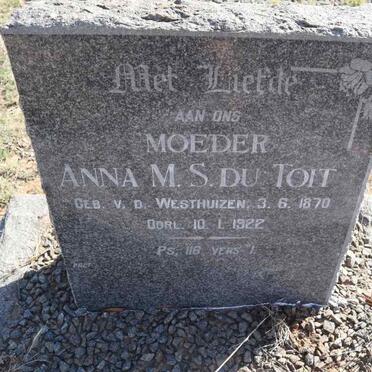 Met Liefde
AAN ONS
MOEDER
ANNA M. S. DU TOIT
GEB. V. D. WESTHUIZEN, 3. 6. 1870
OORL. 10. 1. 1922
PS. 116 VERS 1